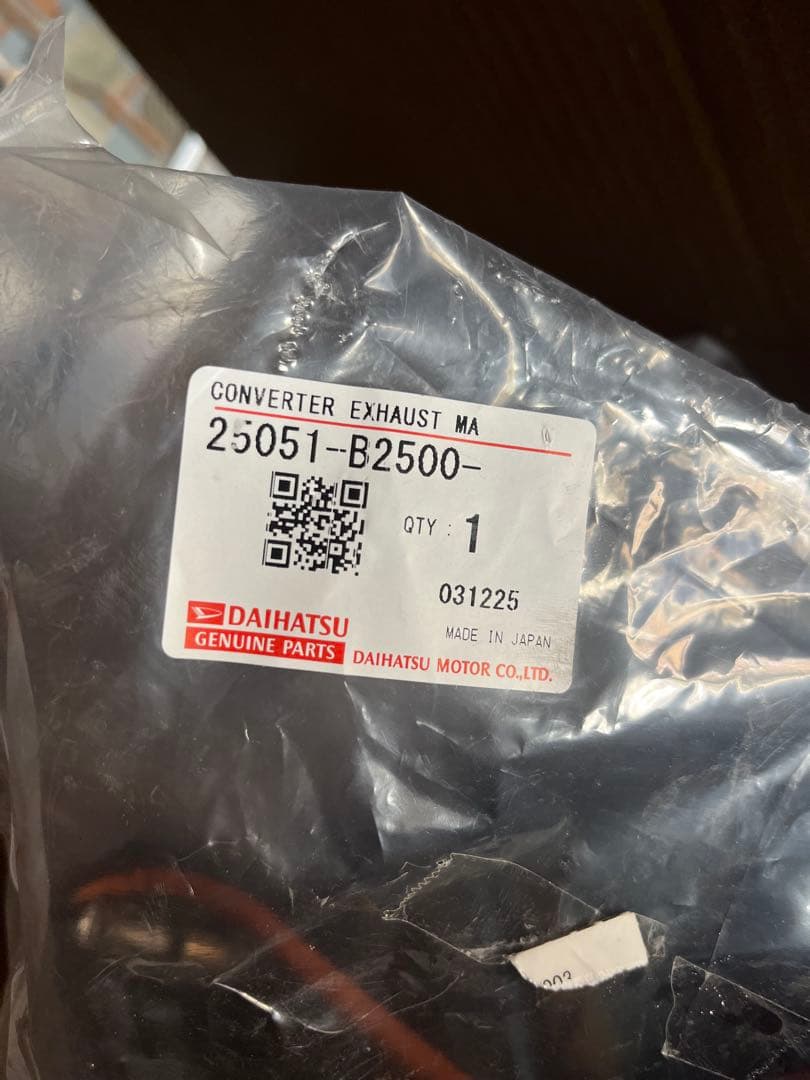 CONVERTER EXHAUST MA
25051-B2500-
QTY : 1
031225
MADE IN JAPAN
DAIHATSU
GENUINE PARTS
DAIHATSU MOTOR CO.,LTD.